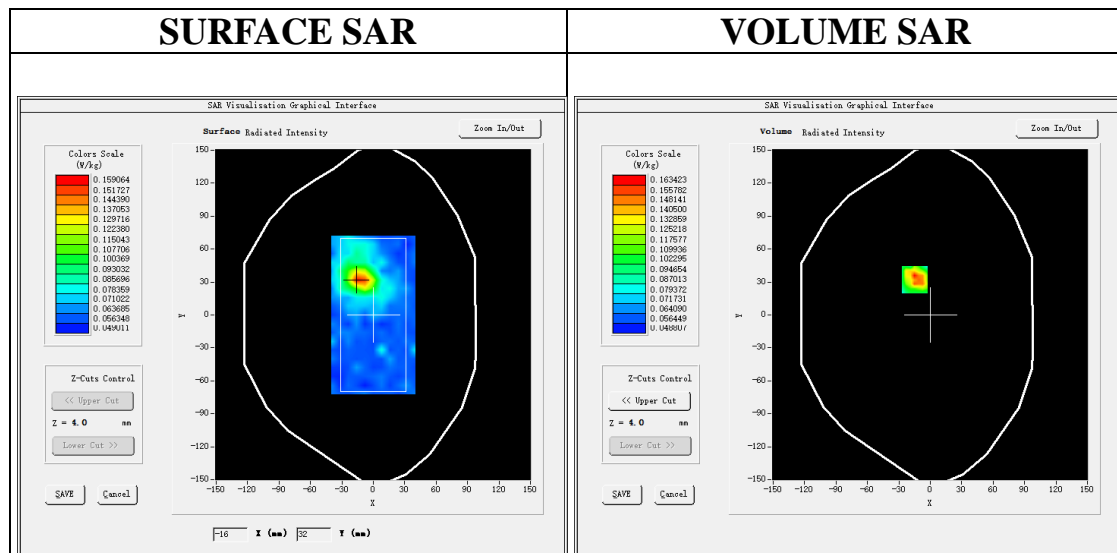 SURFACE SAR
VOLUME SAR
SAR Visualisation Graphical Interface
Surface Radiated Intensity
Zoom In/Out
Colors Scale
(W/kg)
0.159064
0.151727
0.144390
0.137053
0.129716
0.122380
0.115043
0.107706
0.100369
0.093032
0.085696
0.078359
0.071022
0.063685
0.056348
0.049011
150
120
90
60
30
0
-30
-60
-90
-120
-150
Y
-150 -120 -90 -60 -30 0 30 60 90 120 150
X
Z-Cuts Control
<< Upper Cut
Z = 4.0 mm
Lower Cut >>
SAVE Cancel
-16 X (mm) 32 Y (mm)
SAR Visualisation Graphical Interface
Volume Radiated Intensity
Zoom In/Out
Colors Scale
(W/kg)
0.163423
0.155782
0.148141
0.140500
0.132859
0.125218
0.117577
0.109936
0.102295
0.094654
0.087013
0.079372
0.071731
0.064090
0.056449
0.048807
150
120
90
60
30
0
-30
-60
-90
-120
-150
Y
-150 -120 -90 -60 -30 0 30 60 90 120 150
X
Z-Cuts Control
<< Upper Cut
Z = 4.0 mm
Lower Cut >>
SAVE Cancel